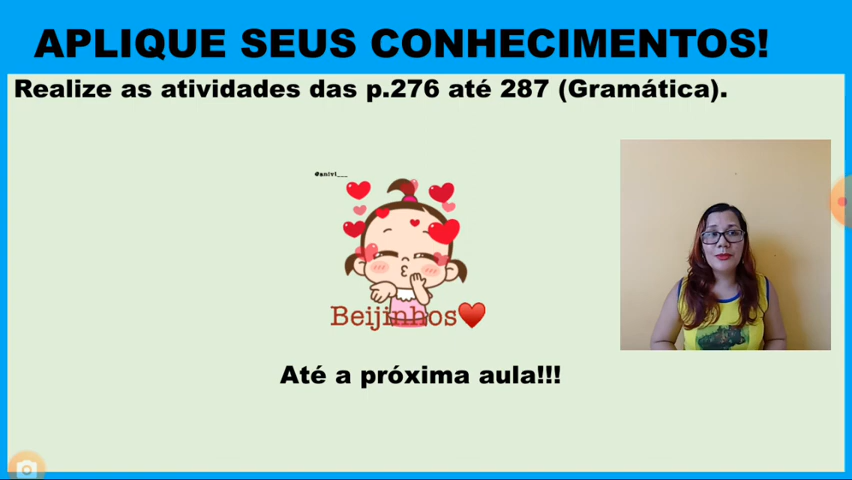 APLIQUE SEUS CONHECIMENTOS!
Realize as atividades das p.276 até 287 (Gramática).
Beijinhos
Até a próxima aula!!!